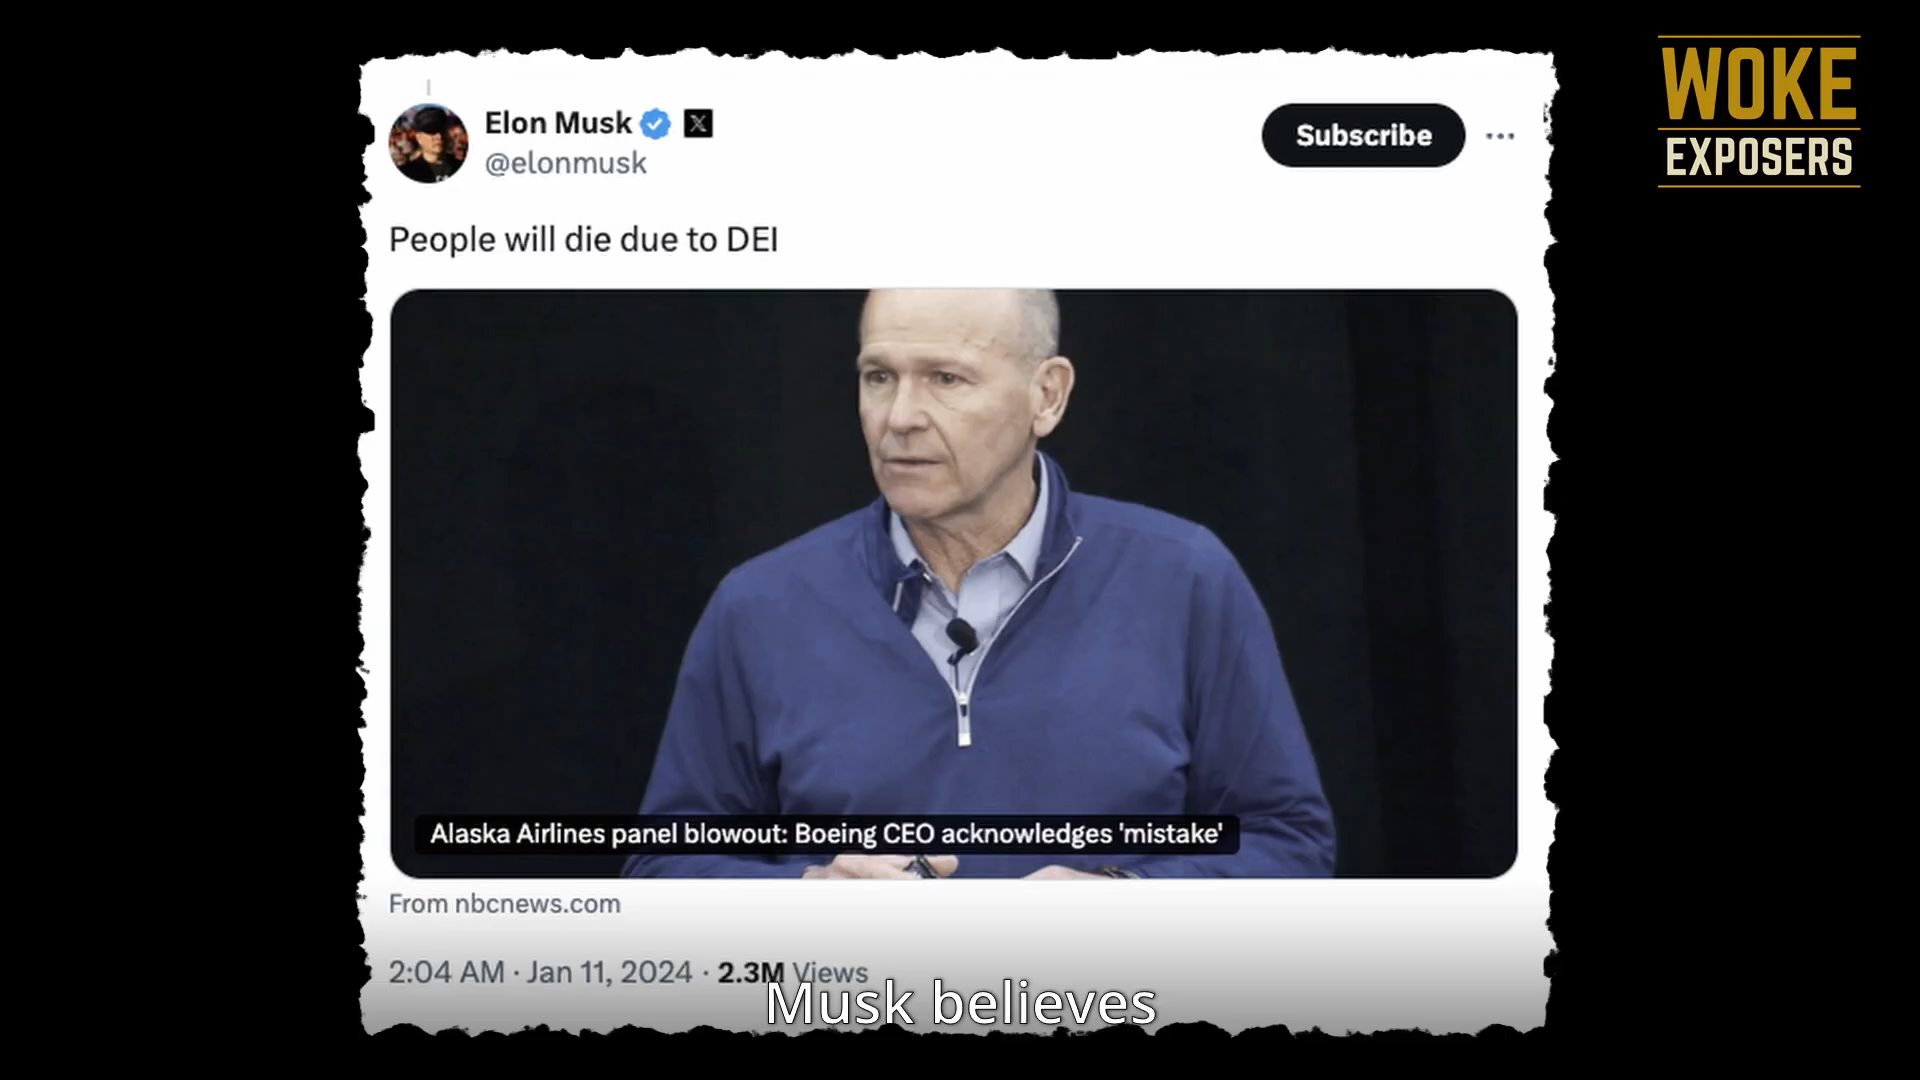 WOKE
EXPOSERS
Elon Musk
@elonmusk
Subscribe
People will die due to DEI
Alaska Airlines panel blowout: Boeing CEO acknowledges 'mistake'
From nbcnews.com
2:04 AM · Jan 11, 2024 · 2.3M Views
Musk believes